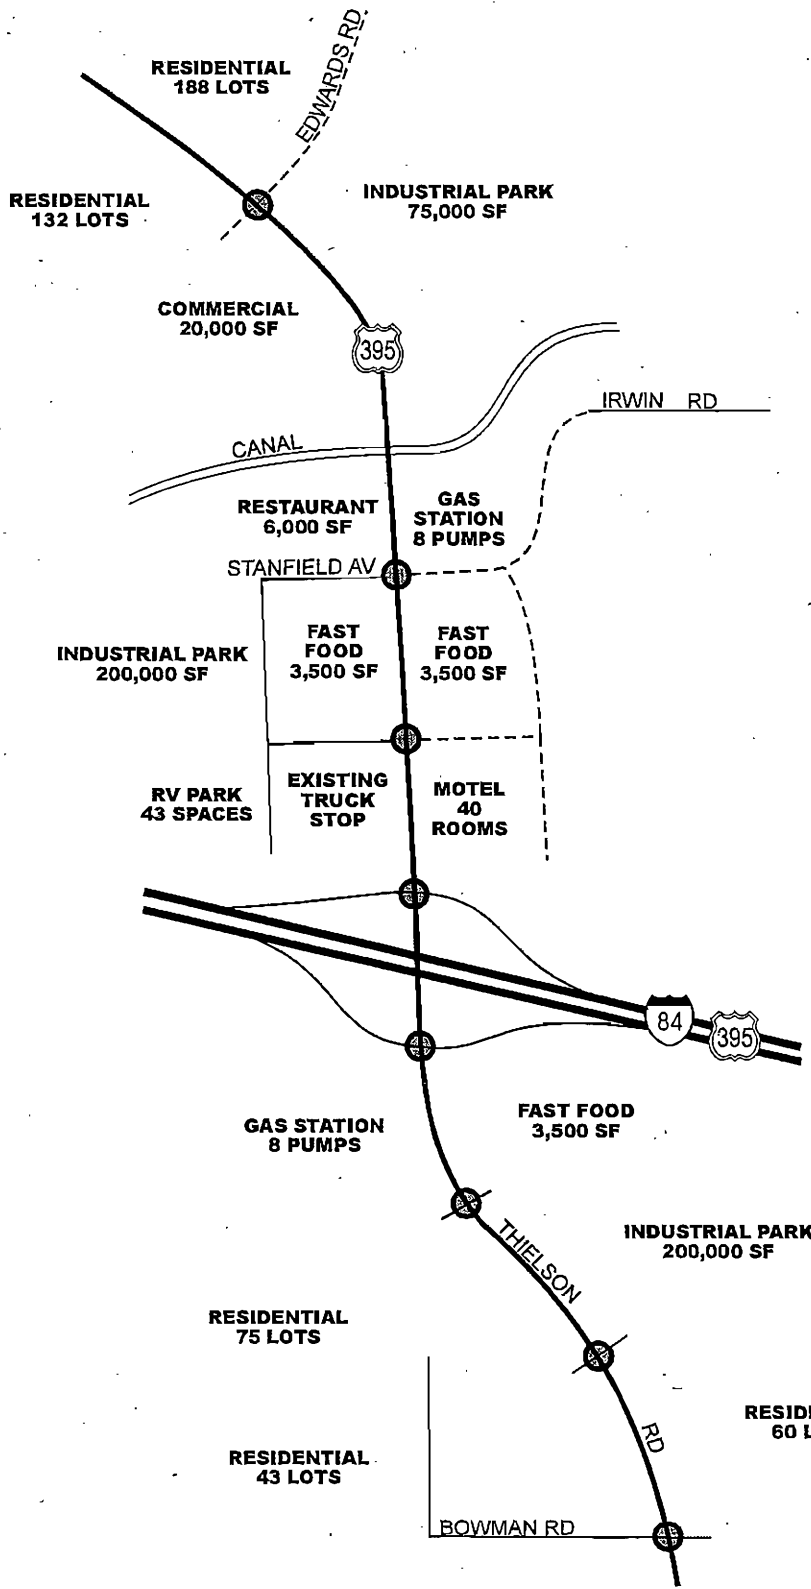 EDWARDS RD.
RESIDENTIAL
188 LOTS
RESIDENTIAL
132 LOTS
INDUSTRIAL PARK
75,000 SF
COMMERCIAL
20,000 SF
395
IRWIN RD
CANAL
RESTAURANT
6,000 SF
GAS
STATION
8 PUMPS
STANFIELD AV
INDUSTRIAL PARK
200,000 SF
FAST
FOOD
3,500 SF
FAST
FOOD
3,500 SF
RV PARK
43 SPACES
EXISTING
TRUCK
STOP
MOTEL
40
ROOMS
84
395
GAS STATION
8 PUMPS
FAST FOOD
3,500 SF
THIELSON
INDUSTRIAL PARK
200,000 SF
RESIDENTIAL
75 LOTS
RESID
60 L
RD
RESIDENTIAL
43 LOTS
BOWMAN RD